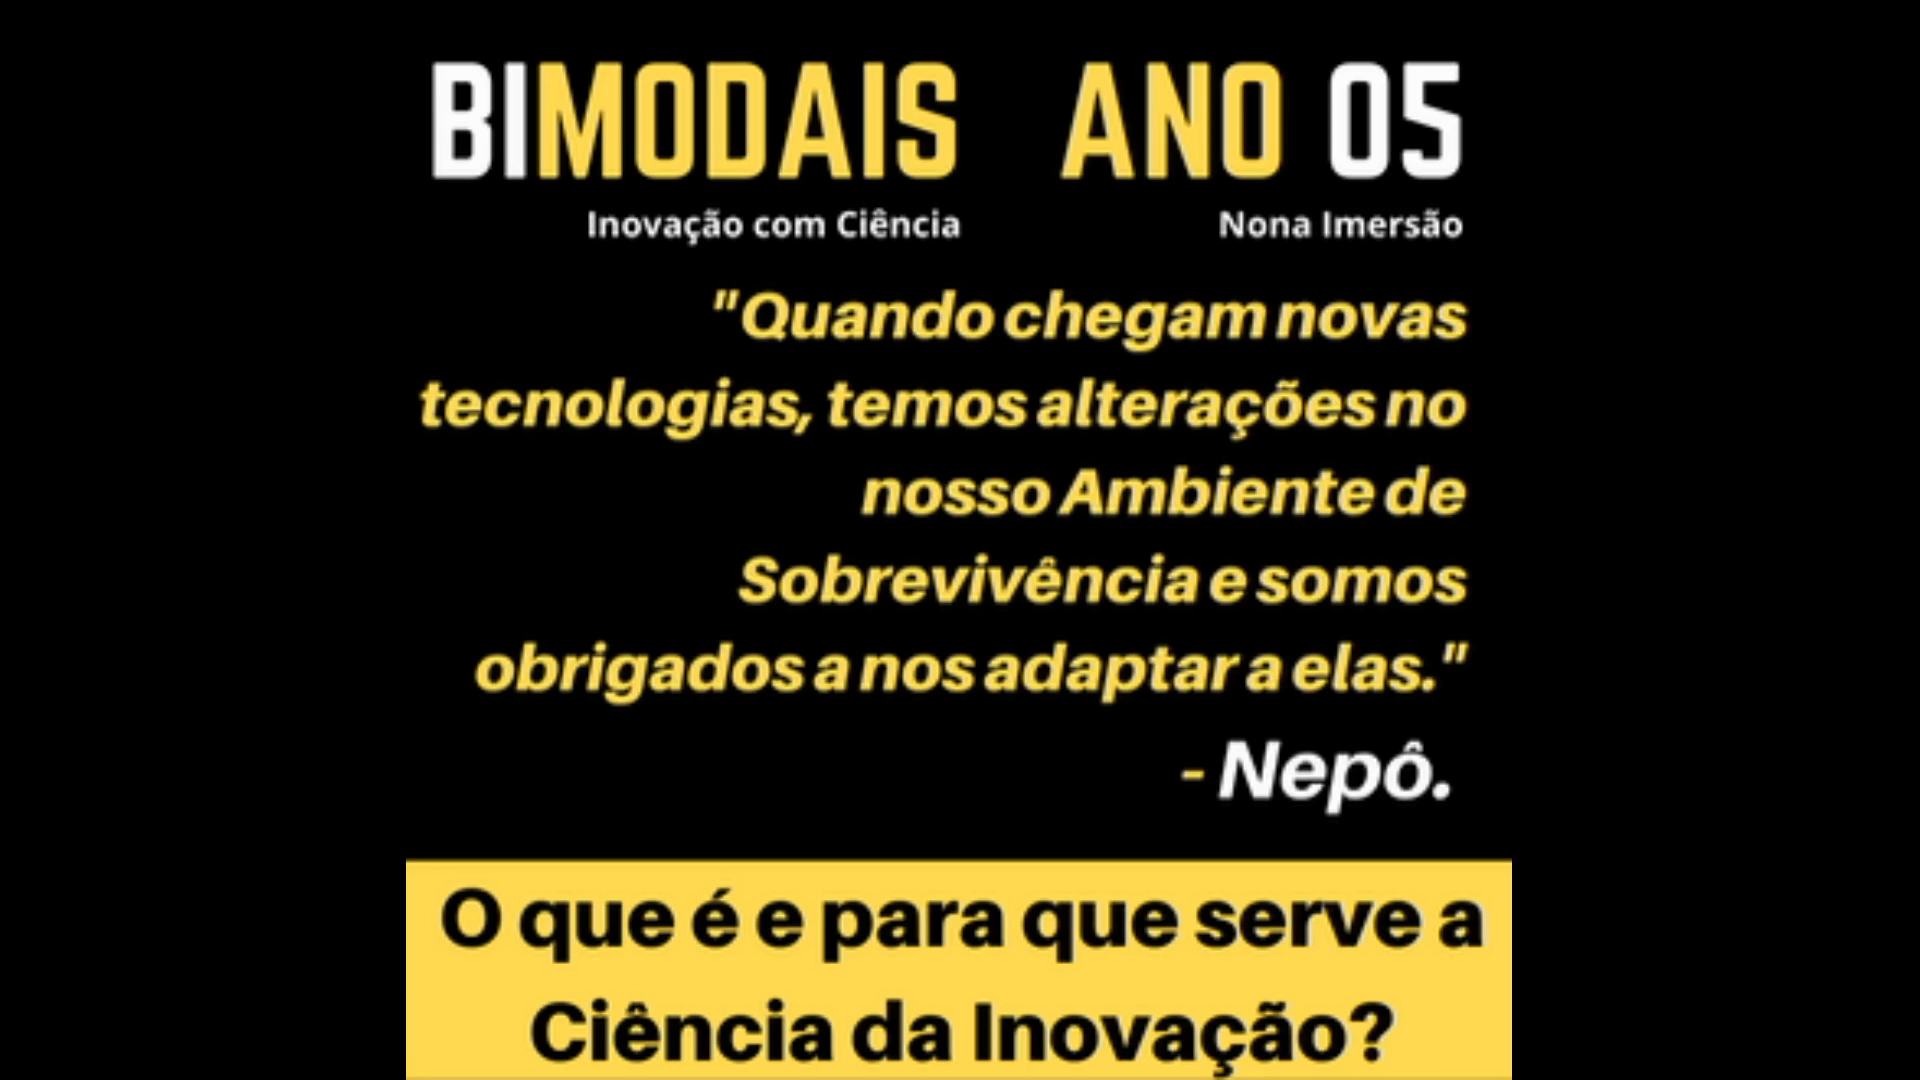 BIMODAIS ANO 05
Inovação com Ciência Nona Imersão
"Quando chegam novas
tecnologias, temos alterações no
nosso Ambiente de
Sobrevivência e somos
obrigados a nos adaptar a elas."
- Nepô.
O que é e para que serve a
Ciência da Inovação?